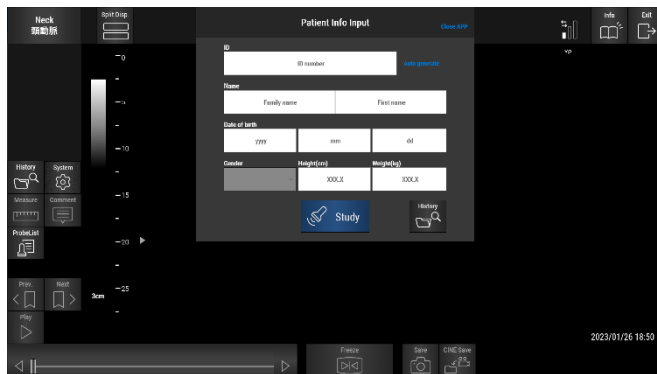 Neck
頸動脈
Split Disp.
Patient Info Input
Close APP
Info
Exit
ID
ID number
Auto generate
Name
Family name
First name
Date of birth
yyyy
mm
dd
Gender
Height(cm)
Weight(kg)
XXX.X
XXX.X
Study
History
vp
0
-5
-10
-15
-20
-25
3cm
History
System
Measure
Comment
ProbeList
Prev.
Next
Play
Freeze
Save
CINE Save
2023/01/26 18:50